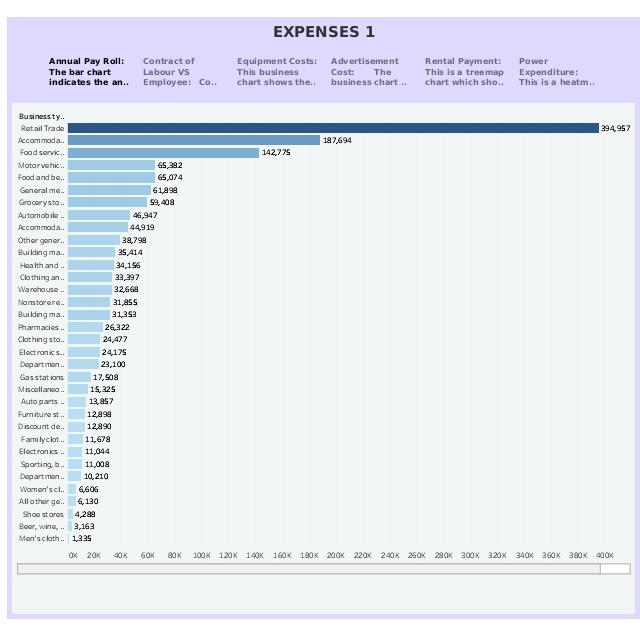 EXPENSES 1
Annual Pay Roll:
The bar chart
indicates the an..
Contract of
Labour VS
Employee: Co..
Equipment Costs:
This business
chart shows the..
Advertisement
Cost: The
business chart ..
Rental Payment:
This is a treemap
chart which sho..
Power
Expenditure:
This is a heatm..
Business ty..
Retail Trade 394,957
Accommoda.. 187,694
Food servic.. 142,775
Motor vehic.. 65,382
Food and be.. 65,074
General me.. 61,898
Grocery sto.. 59,408
Automobile .. 46,947
Accommoda.. 44,919
Other gener.. 38,798
Building ma.. 35,414
Health and .. 34,156
Clothing an.. 33,397
Warehouse .. 32,668
Nonstore re.. 31,855
Building ma.. 31,353
Pharmacies .. 26,322
Clothing sto.. 24,477
Electronics .. 24,175
Departmen.. 23,100
Gas stations 17,508
Miscellaneo.. 15,325
Auto parts .. 13,857
Furniture st.. 12,898
Discount de.. 12,890
Family clot.. 11,678
Electronics .. 11,044
Sporting, b.. 11,008
Departmen.. 10,210
Women's cl.. 6,606
All other ge.. 6,130
Shoe stores 4,288
Beer, wine, .. 3,163
Men's cloth.. 1,335
0K 20K 40K 60K 80K 100K 120K 140K 160K 180K 200K 220K 240K 260K 280K 300K 320K 340K 360K 380K 400K